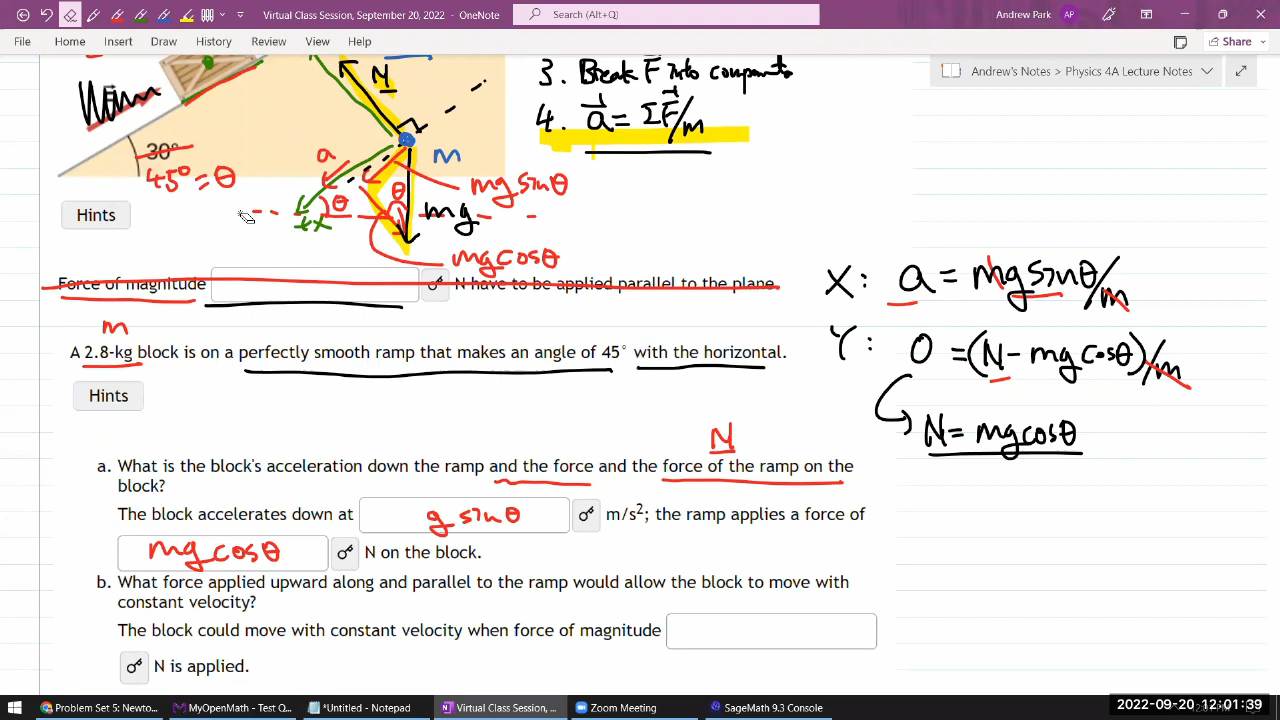 Virtual Class Session, September 20, 2022 - OneNote
Search (Alt+Q)
Andrew Park AP
File Home Insert Draw History Review View Help
Share
Andrew's Novel Physics 4A Lecture Notes
N
3. Break F into components
4. a = ΣF/m
30°
45° = θ
a
m
θ
θ
mg sinθ
mg
+x
mg cosθ
Hints
Force of magnitude N have to be applied parallel to the plane.
X: a = mg sinθ/m
m
A 2.8-kg block is on a perfectly smooth ramp that makes an angle of 45° with the horizontal.
Y: 0 = (N - mg cosθ)/m
Hints
N = mg cosθ
N
a. What is the block's acceleration down the ramp and the force and the force of the ramp on the
block?
The block accelerates down at g sinθ m/s²; the ramp applies a force of
mg cosθ N on the block.
b. What force applied upward along and parallel to the ramp would allow the block to move with
constant velocity?
The block could move with constant velocity when force of magnitude
N is applied.
Problem Set 5: Newto...
MyOpenMath - Test Q...
*Untitled - Notepad
Virtual Class Session, ...
Zoom Meeting
SageMath 9.3 Console
2022-09-20 12:01:39